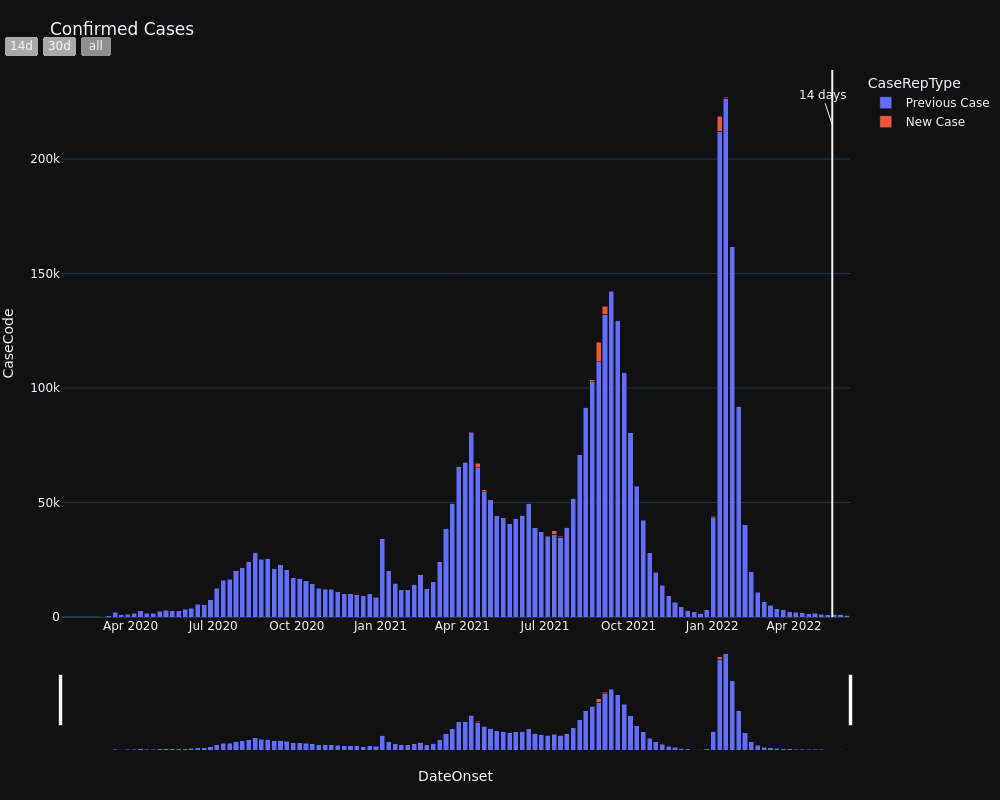 Confirmed Cases
14d 30d all
14 days
CaseRepType
Previous Case
New Case
CaseCode
200k
150k
100k
50k
0
Apr 2020 Jul 2020 Oct 2020 Jan 2021 Apr 2021 Jul 2021 Oct 2021 Jan 2022 Apr 2022
DateOnset